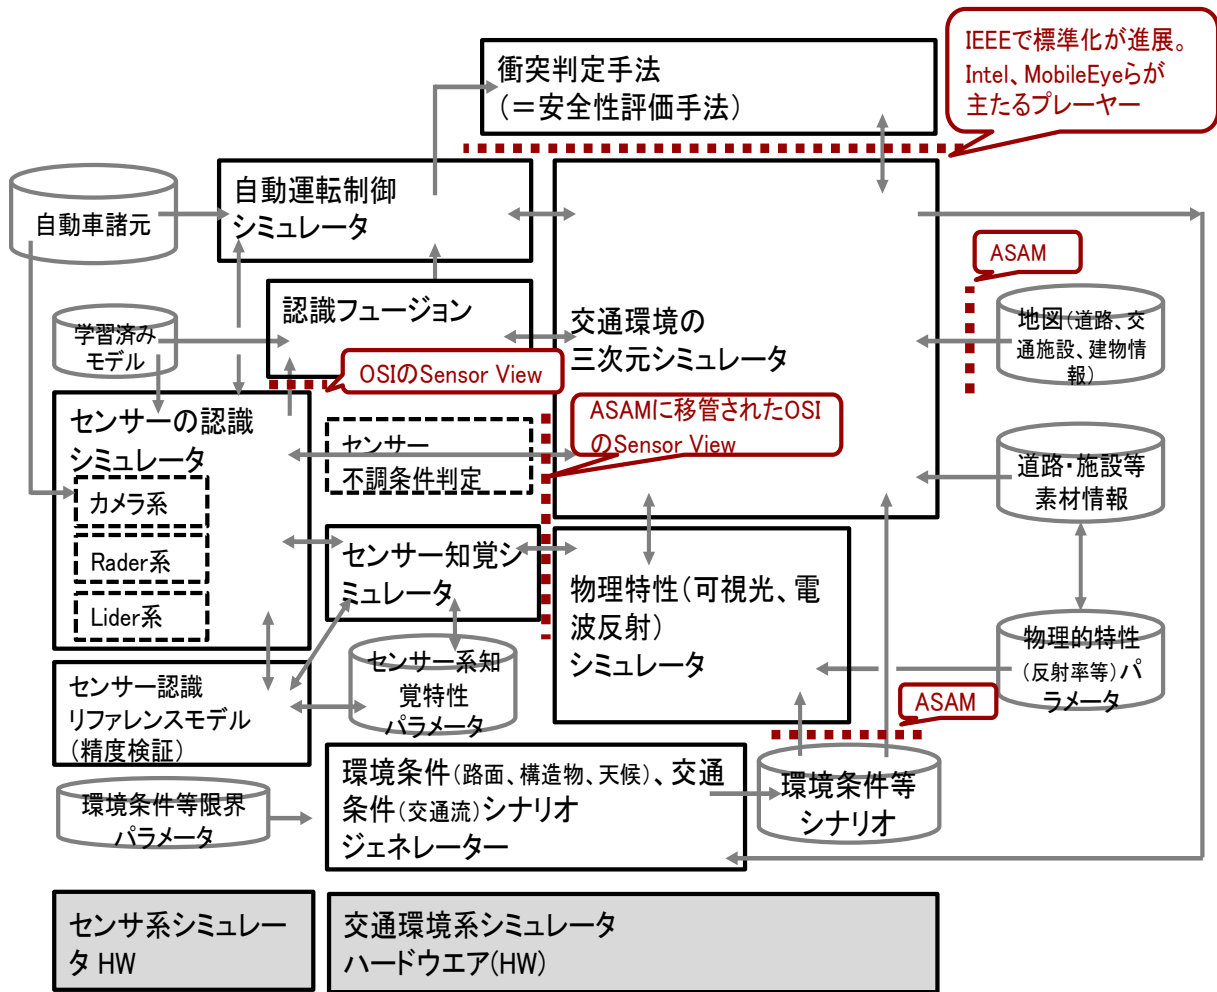 IEEEで標準化が進展。
Intel、MobileEyeらが
主たるプレーヤー
衝突判定手法
(＝安全性評価手法)
自動運転制御
シミュレータ
自動車諸元
ASAM
認識フュージョン
学習済み
モデル
交通環境の
三次元シミュレータ
地図(道路、交
通施設、建物情
報)
OSIのSensor View
ASAMに移管されたOSI
のSensor View
センサーの認識
シミュレータ
カメラ系
Rader系
Lider系
センサー
不調条件判定
道路・施設等
素材情報
センサー知覚シ
ミュレータ
物理特性(可視光、電
波反射)
シミュレータ
物理的特性
(反射率等)パ
ラメータ
センサー系知
覚特性
パラメータ
センサー認識
リファレンスモデル
(精度検証)
ASAM
環境条件(路面、構造物、天候)、交通
条件(交通流)シナリオ
ジェネレーター
環境条件等
シナリオ
環境条件等限界
パラメータ
センサ系シミュレー
タ HW
交通環境系シミュレータ
ハードウエア(HW)